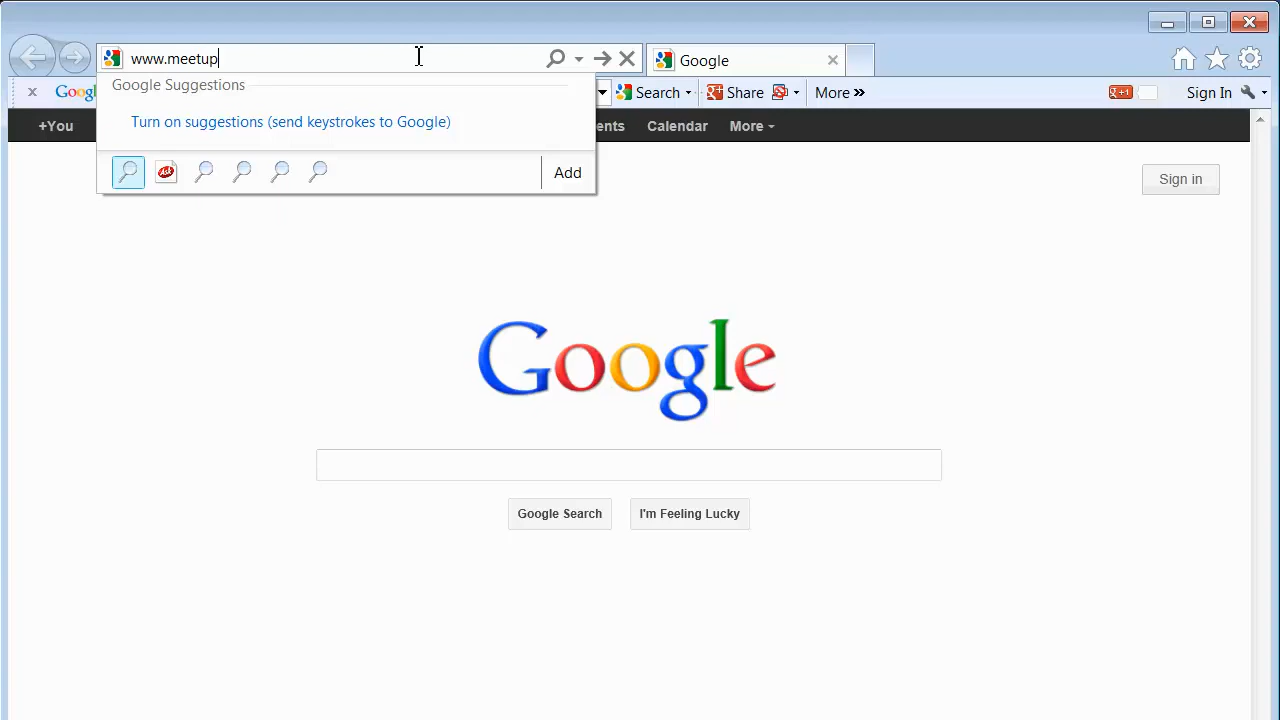 www.meetup
Google
Google Suggestions
Turn on suggestions (send keystrokes to Google)
Add
Search
Share
More »
+1
Sign In
+You
Calendar
More
Sign in
Google
Google Search
I'm Feeling Lucky